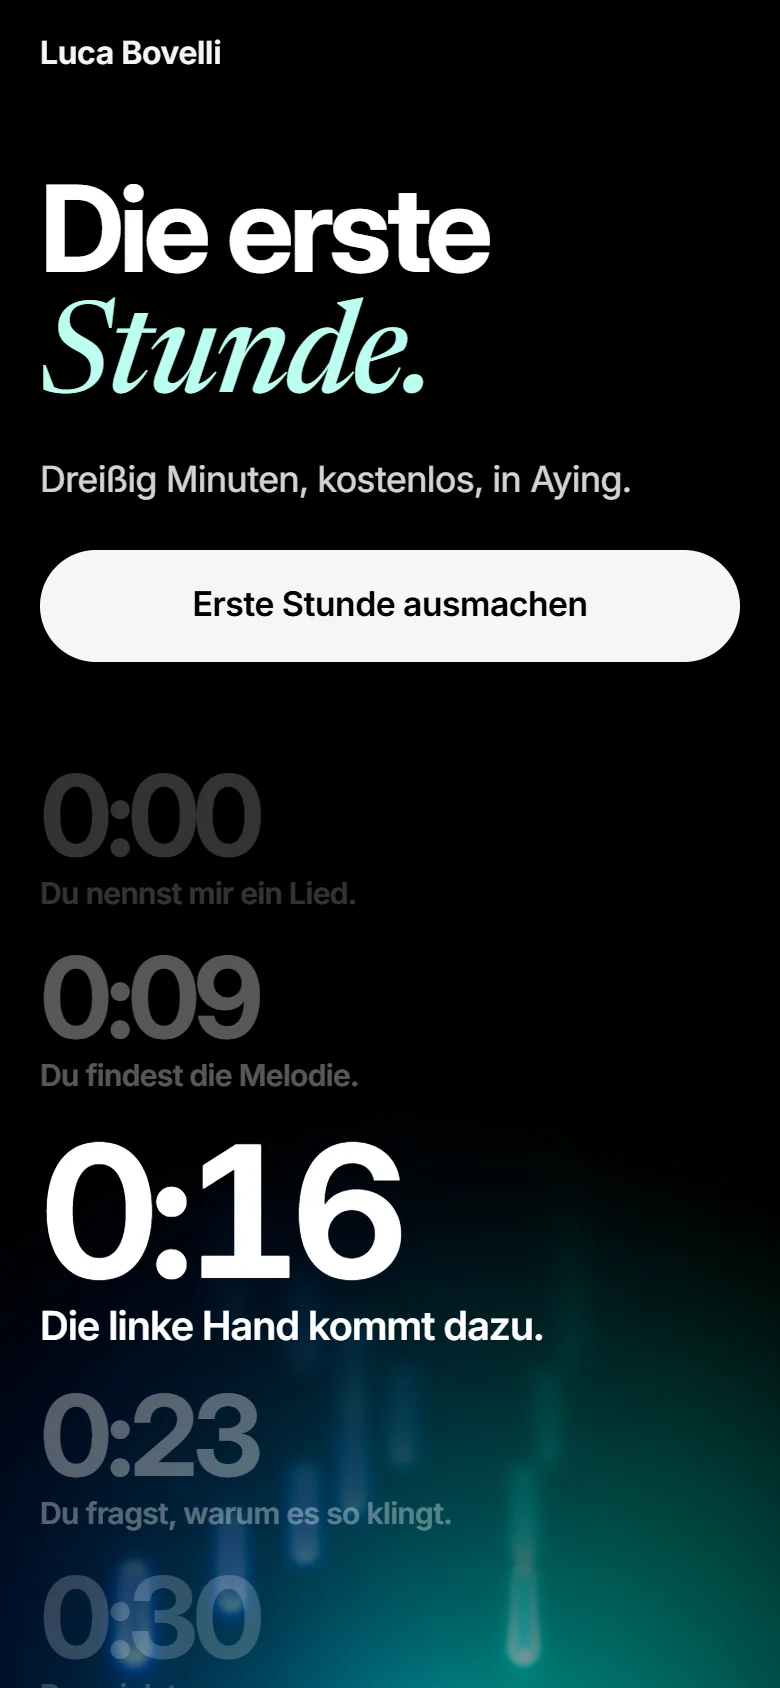 Luca Bovelli
Die erste
Stunde.
Dreißig Minuten, kostenlos, in Aying.
Erste Stunde ausmachen
0:00
Du nennst mir ein Lied.
0:09
Du findest die Melodie.
0:16
Die linke Hand kommt dazu.
0:23
Du fragst, warum es so klingt.
0:30